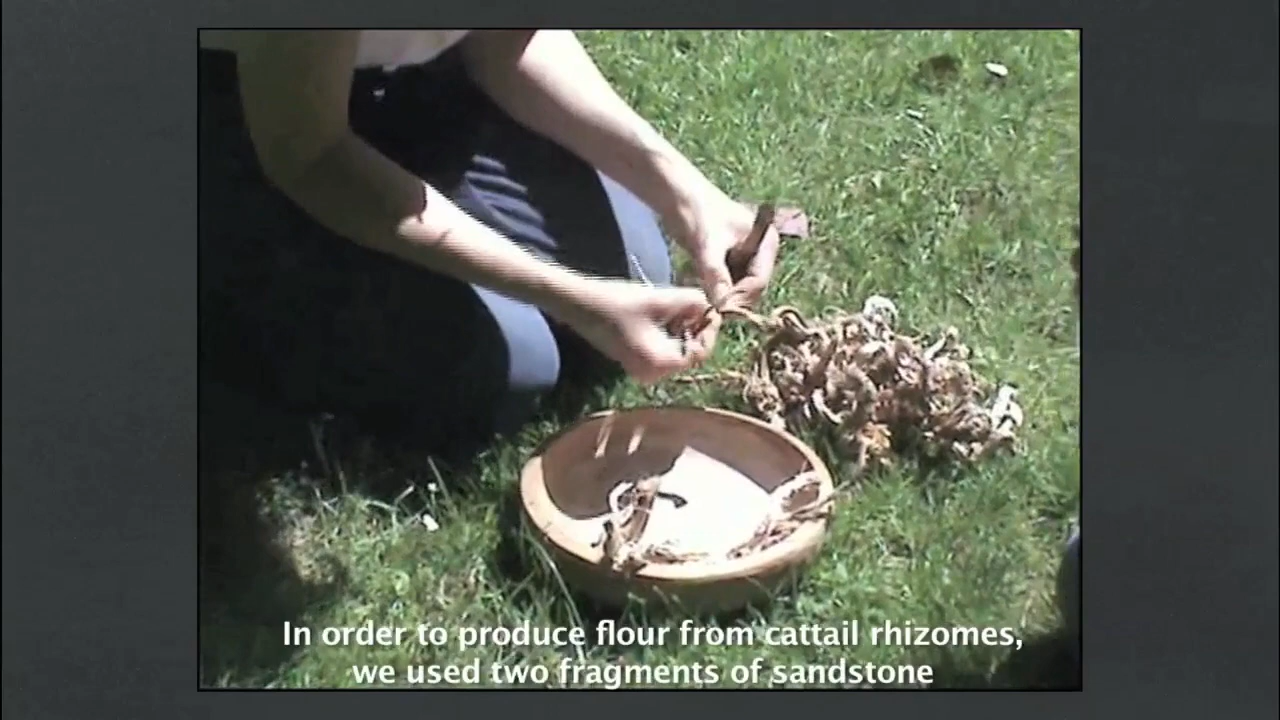 In order to produce flour from cattail rhizomes,
we used two fragments of sandstone